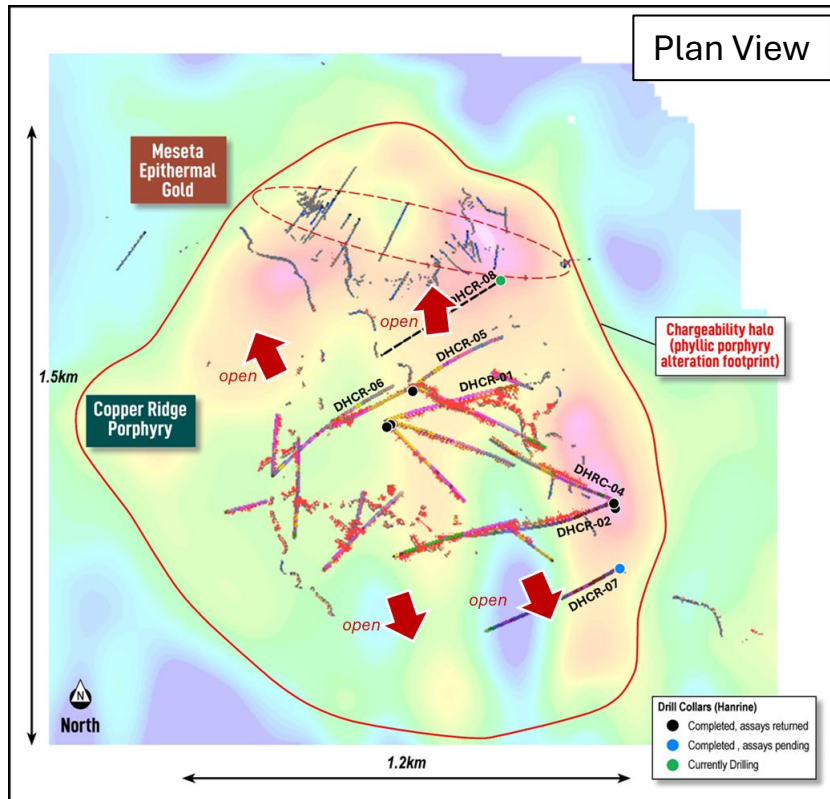 Plan View
Meseta
Epithermal
Gold
DHCR-08
open
open
DHCR-05
Chargeability halo
(phyllic porphyry
alteration footprint)
1.5km
DHCR-06
DHCR-01
Copper Ridge
Porphyry
DHRC-04
DHCR-02
open
open
DHCR-07
N
North
Drill Collars (Hanrine)
Completed, assays returned
Completed , assays pending
Currently Drilling
1.2km